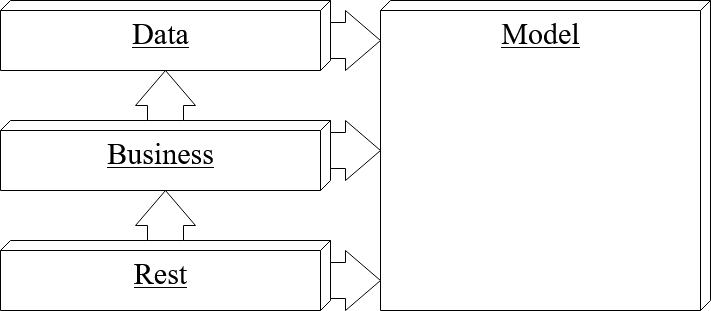 Data
Model
Business
Rest